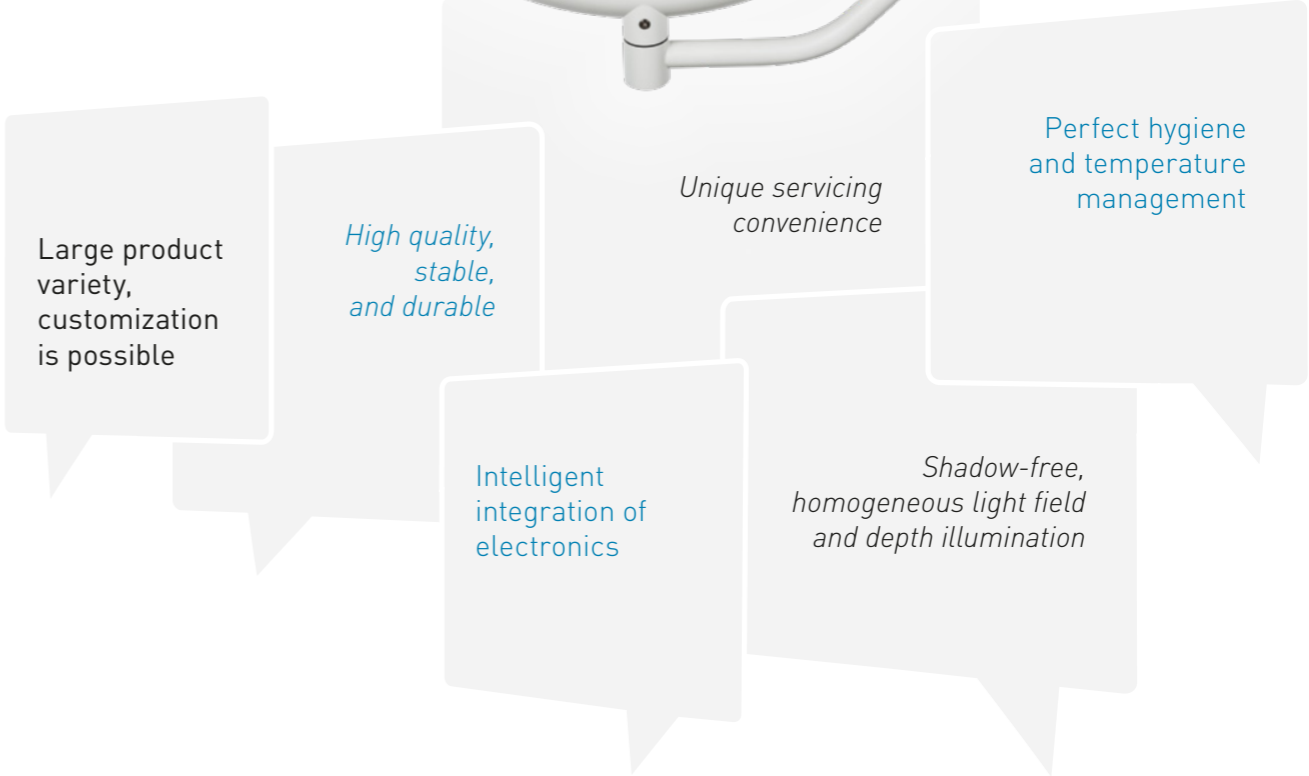 Large product
variety,
customization
is possible
High quality,
stable,
and durable
Unique servicing
convenience
Perfect hygiene
and temperature
management
Intelligent
integration of
electronics
Shadow-free,
homogeneous light field
and depth illumination